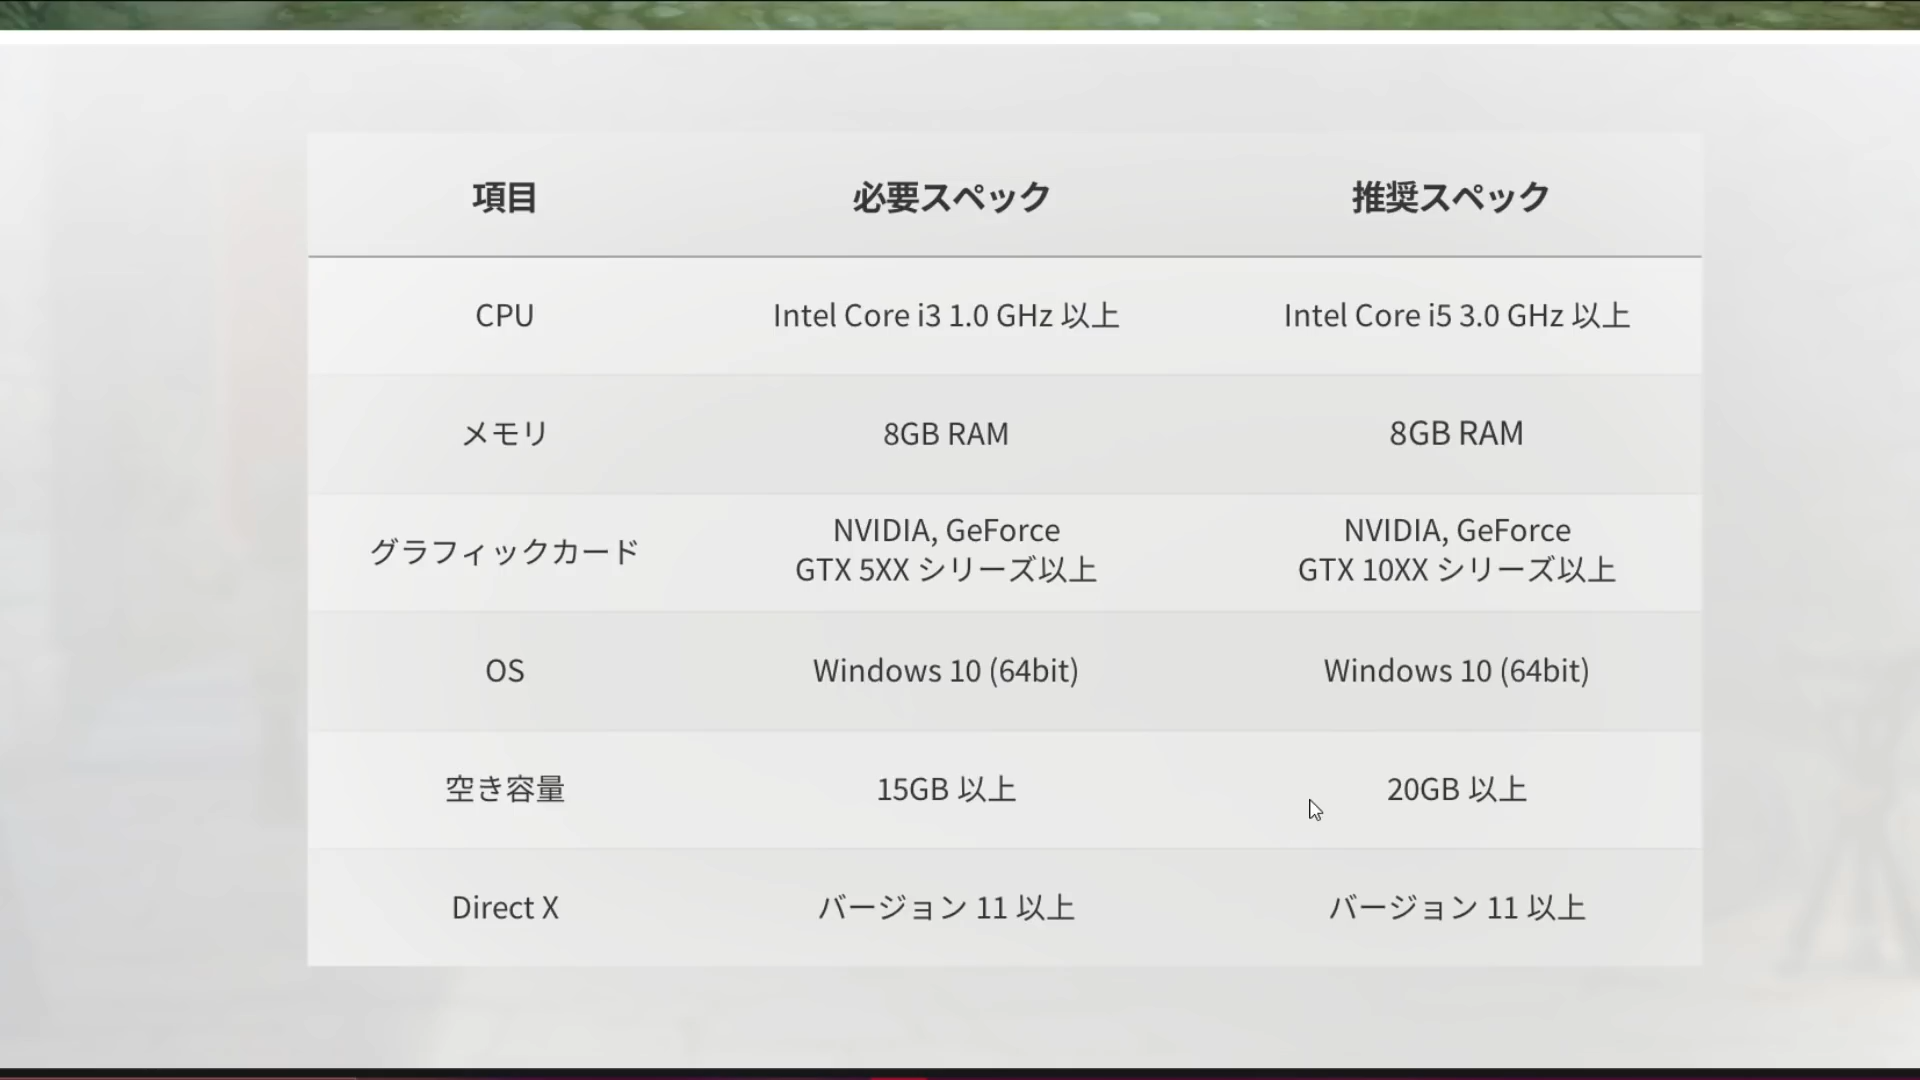 項目 必要スペック 推奨スペック
CPU Intel Core i3 1.0 GHz 以上 Intel Core i5 3.0 GHz 以上
メモリ 8GB RAM 8GB RAM
グラフィックカード NVIDIA, GeForce NVIDIA, GeForce
GTX 5XX シリーズ以上 GTX 10XX シリーズ以上
OS Windows 10 (64bit) Windows 10 (64bit)
空き容量 15GB 以上 20GB 以上
Direct X バージョン 11 以上 バージョン 11 以上